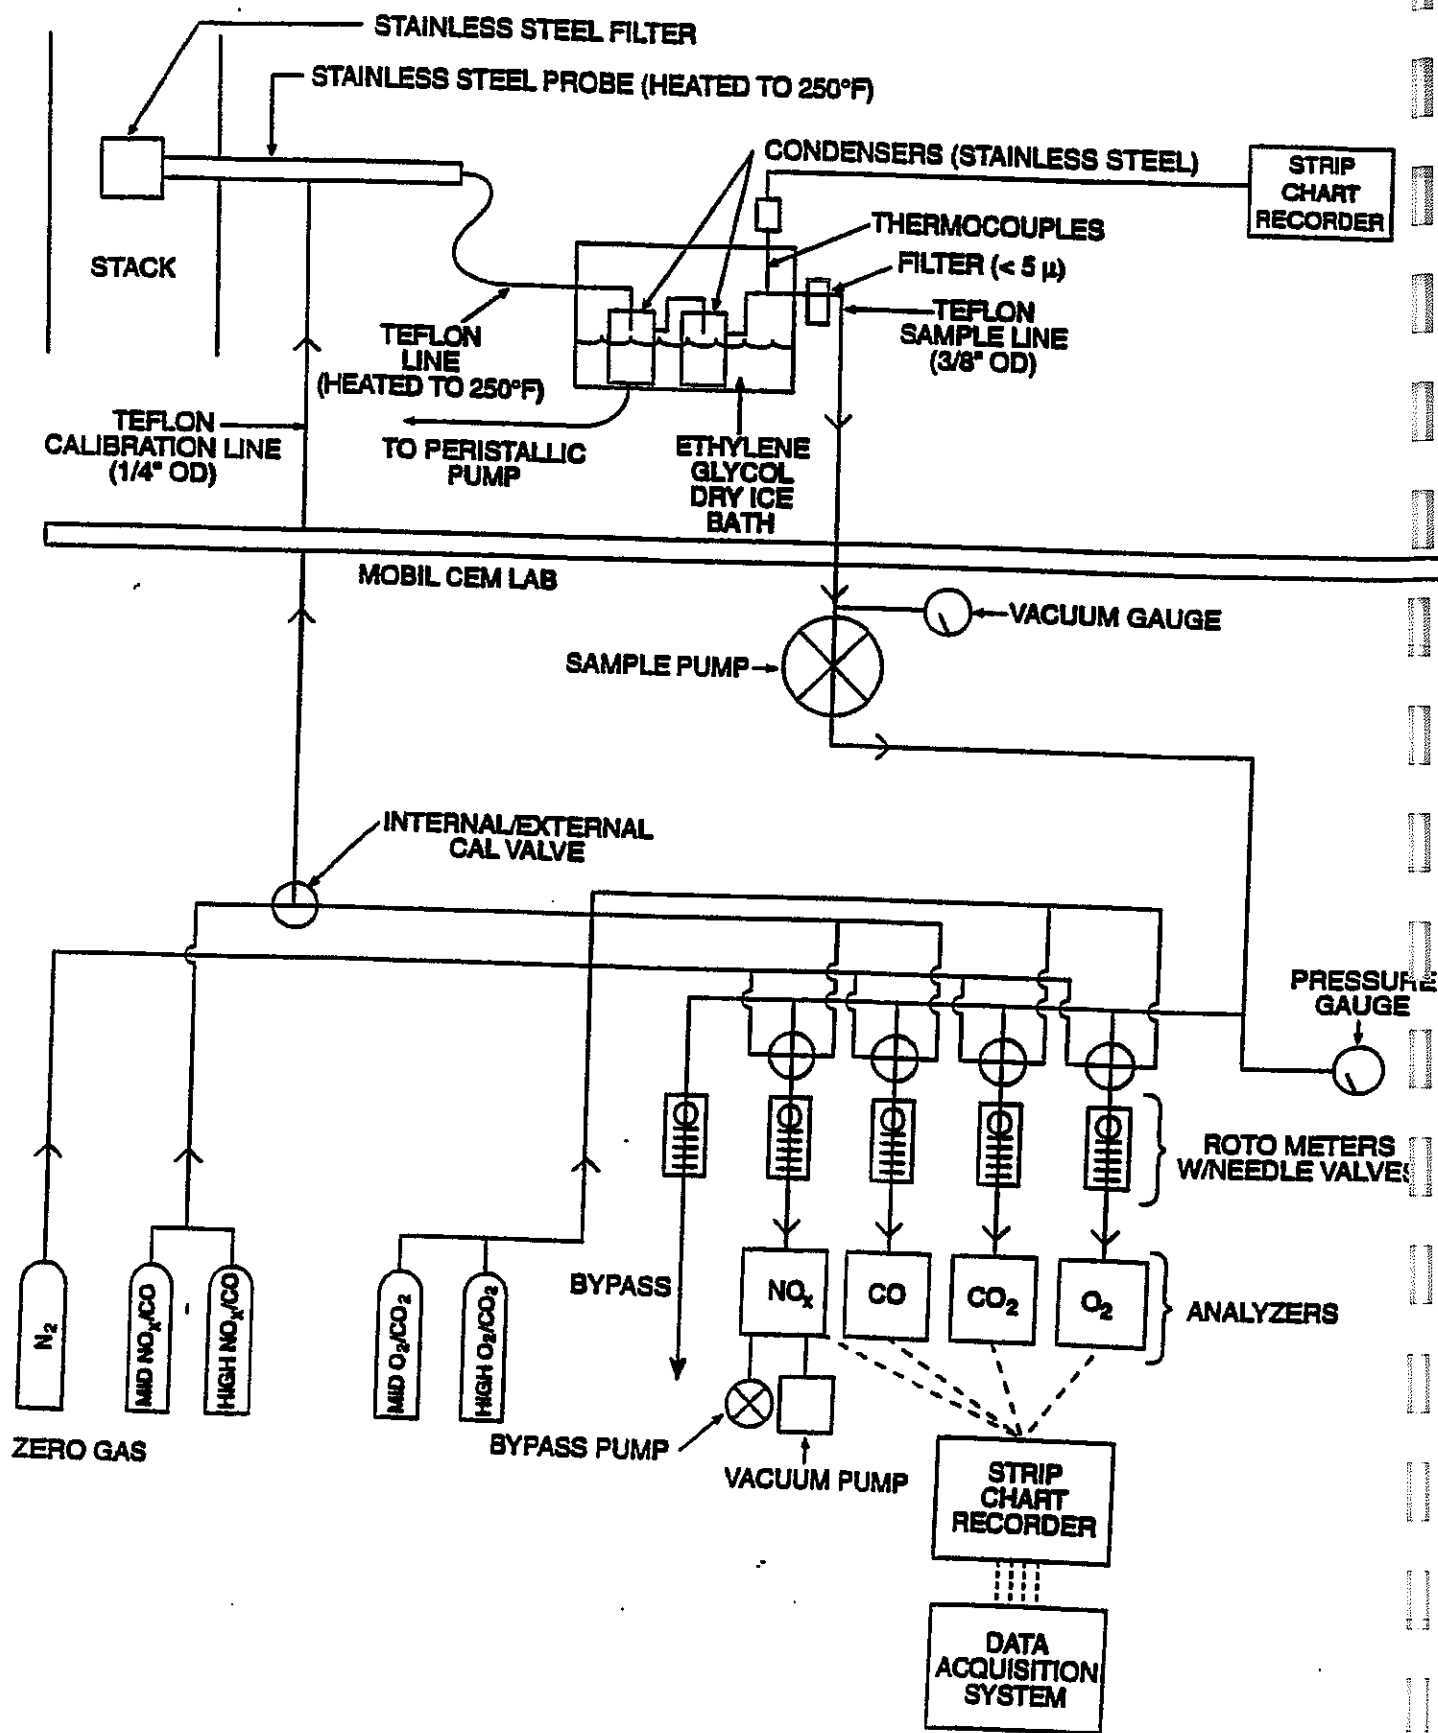 STAINLESS STEEL FILTER
STAINLESS STEEL PROBE (HEATED TO 250°F)
CONDENSERS (STAINLESS STEEL)
STRIP
CHART
RECORDER
THERMOCOUPLES
FILTER (< 5 µ)
STACK
TEFLON
SAMPLE LINE
(3/8" OD)
TEFLON
LINE
(HEATED TO 250°F)
TEFLON
CALIBRATION LINE
(1/4" OD)
TO PERISTALLIC
PUMP
ETHYLENE
GLYCOL
DRY ICE
BATH
MOBIL CEM LAB
VACUUM GAUGE
SAMPLE PUMP
INTERNAL/EXTERNAL
CAL VALVE
PRESSURE
GAUGE
ROTO METERS
W/NEEDLE VALVES
N₂
MID NOₓ/CO
HIGH NOₓ/CO
MID O₂/CO₂
HIGH O₂/CO₂
BYPASS
NOₓ
CO
CO₂
O₂
ANALYZERS
ZERO GAS
BYPASS PUMP
VACUUM PUMP
STRIP
CHART
RECORDER
DATA
ACQUISITION
SYSTEM